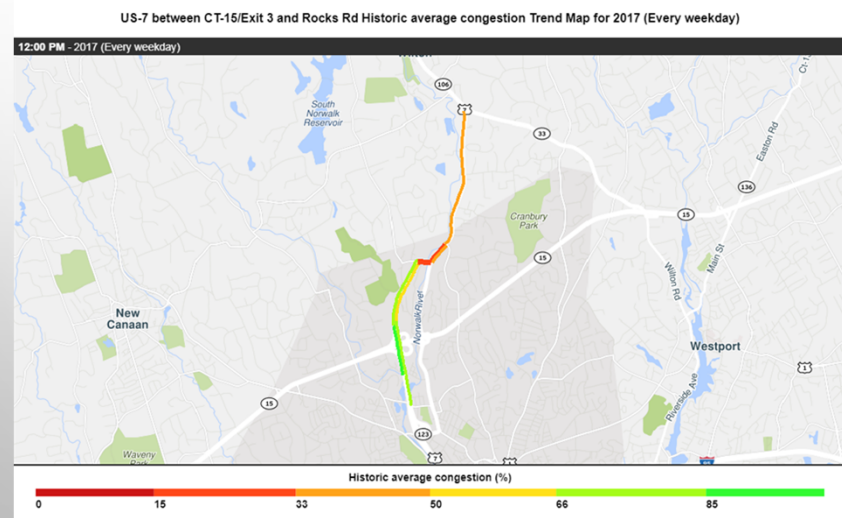 US-7 between CT-15/Exit 3 and Rocks Rd Historic average congestion Trend Map for 2017 (Every weekday)
12:00 PM - 2017 (Every weekday)
106
7
South
Norwalk
Reservoir
33
Easton Rd
136
15
Cranbury
Park
15
Wilton Rd
Main St
New
Canaan
Norwalk River
Westport
1
15
Riverside Ave
123
Waveny
Park
7
Historic average congestion (%)
0 15 33 50 66 85